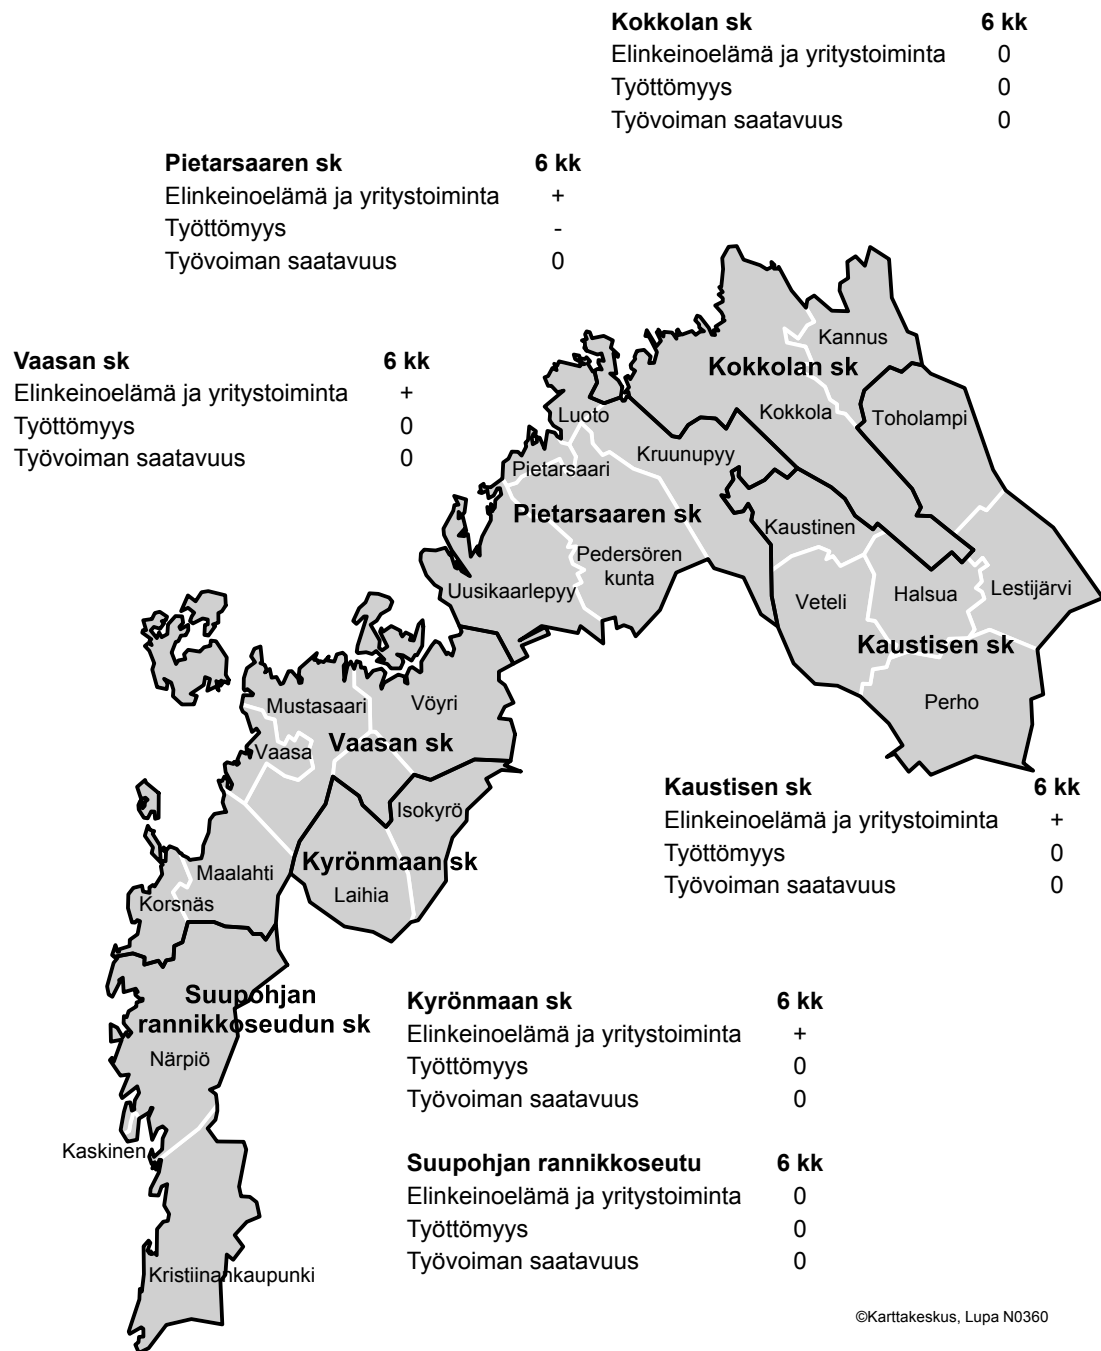 Kokkolan sk 6 kk
Elinkeinoelämä ja yritystoiminta 0
Työttömyys 0
Työvoiman saatavuus 0
Pietarsaaren sk 6 kk
Elinkeinoelämä ja yritystoiminta +
Työttömyys -
Työvoiman saatavuus 0
Vaasan sk 6 kk
Elinkeinoelämä ja yritystoiminta +
Työttömyys 0
Työvoiman saatavuus 0
Kannus
Kokkolan sk
Kokkola
Toholampi
Luoto
Kruunupyy
Pietarsaari
Pietarsaaren sk
Kaustinen
Pedersören
kunta
Uusikaarlepyy
Veteli
Halsua
Lestijärvi
Kaustisen sk
Perho
Mustasaari
Vöyri
Vaasa
Vaasan sk
Isokyrö
Kyrönmaan sk
Laihia
Maalahti
Korsnäs
Kaustisen sk 6 kk
Elinkeinoelämä ja yritystoiminta +
Työttömyys 0
Työvoiman saatavuus 0
Suupohjan
rannikkoseudun sk
Närpiö
Kaskinen
Kristiinankaupunki
Kyrönmaan sk 6 kk
Elinkeinoelämä ja yritystoiminta +
Työttömyys 0
Työvoiman saatavuus 0
Suupohjan rannikkoseutu 6 kk
Elinkeinoelämä ja yritystoiminta 0
Työttömyys 0
Työvoiman saatavuus 0
©Karttakeskus, Lupa N0360